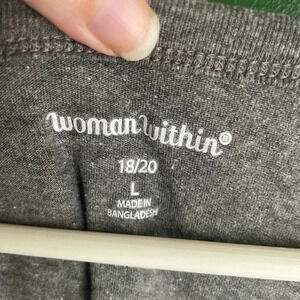 woman within®
18/20
L
MADE IN
BANGLADESH